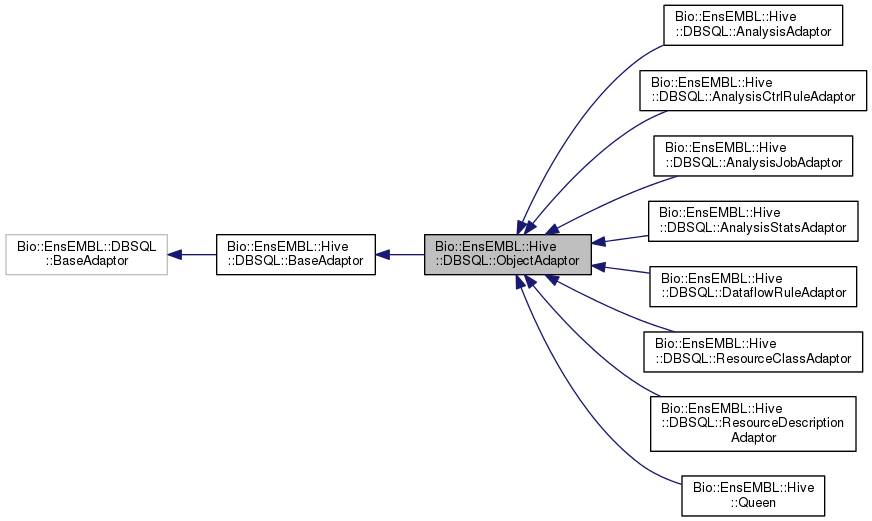 Bio::EnsEMBL::DBSQL
::BaseAdaptor
Bio::EnsEMBL::Hive
::DBSQL::BaseAdaptor
Bio::EnsEMBL::Hive
::DBSQL::ObjectAdaptor
Bio::EnsEMBL::Hive
::DBSQL::AnalysisAdaptor
Bio::EnsEMBL::Hive
::DBSQL::AnalysisCtrlRuleAdaptor
Bio::EnsEMBL::Hive
::DBSQL::AnalysisJobAdaptor
Bio::EnsEMBL::Hive
::DBSQL::AnalysisStatsAdaptor
Bio::EnsEMBL::Hive
::DBSQL::DataflowRuleAdaptor
Bio::EnsEMBL::Hive
::DBSQL::ResourceClassAdaptor
Bio::EnsEMBL::Hive
::DBSQL::ResourceDescription
Adaptor
Bio::EnsEMBL::Hive
::Queen